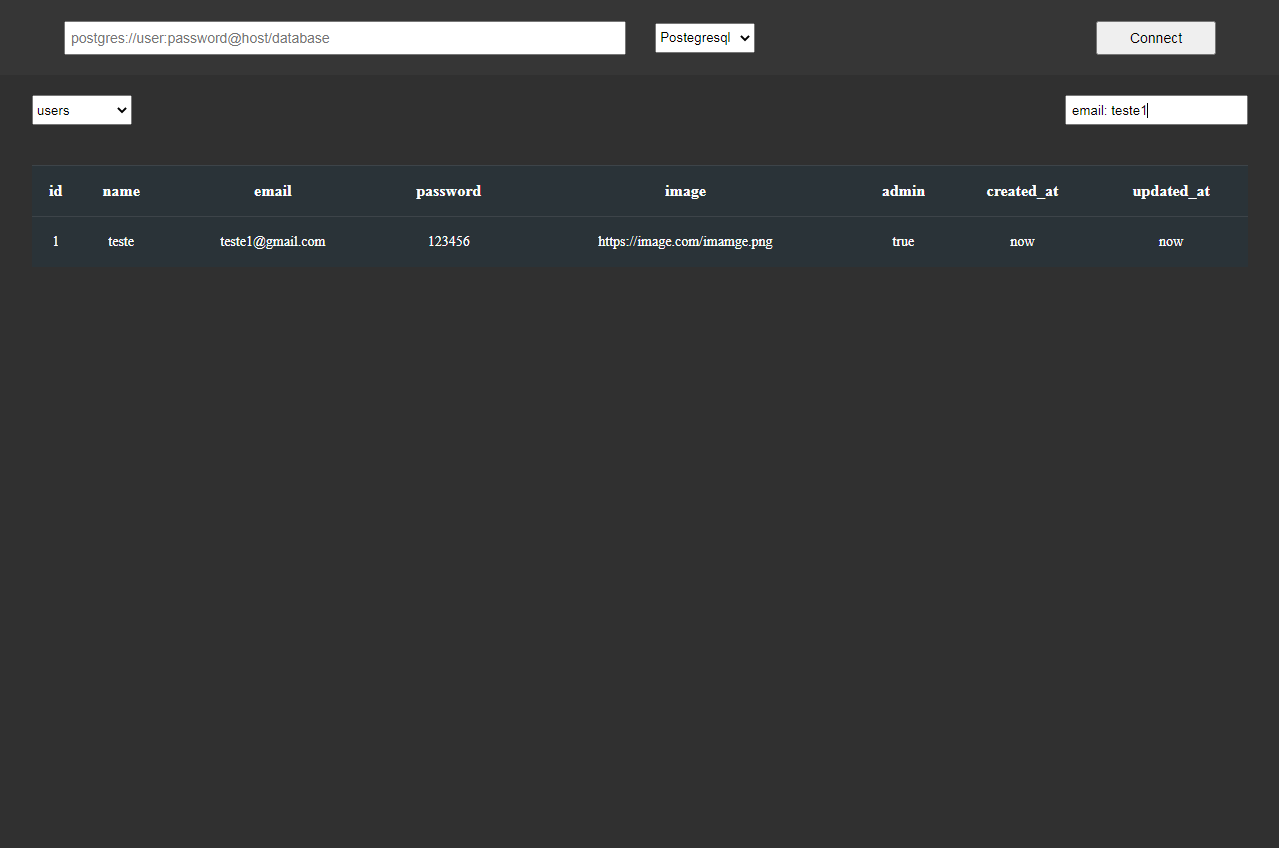 postgres://user:password@host/database Postegresql Connect
users email: teste1
id name email password image admin created_at updated_at
1 teste teste1@gmail.com 123456 https://image.com/imamge.png true now now